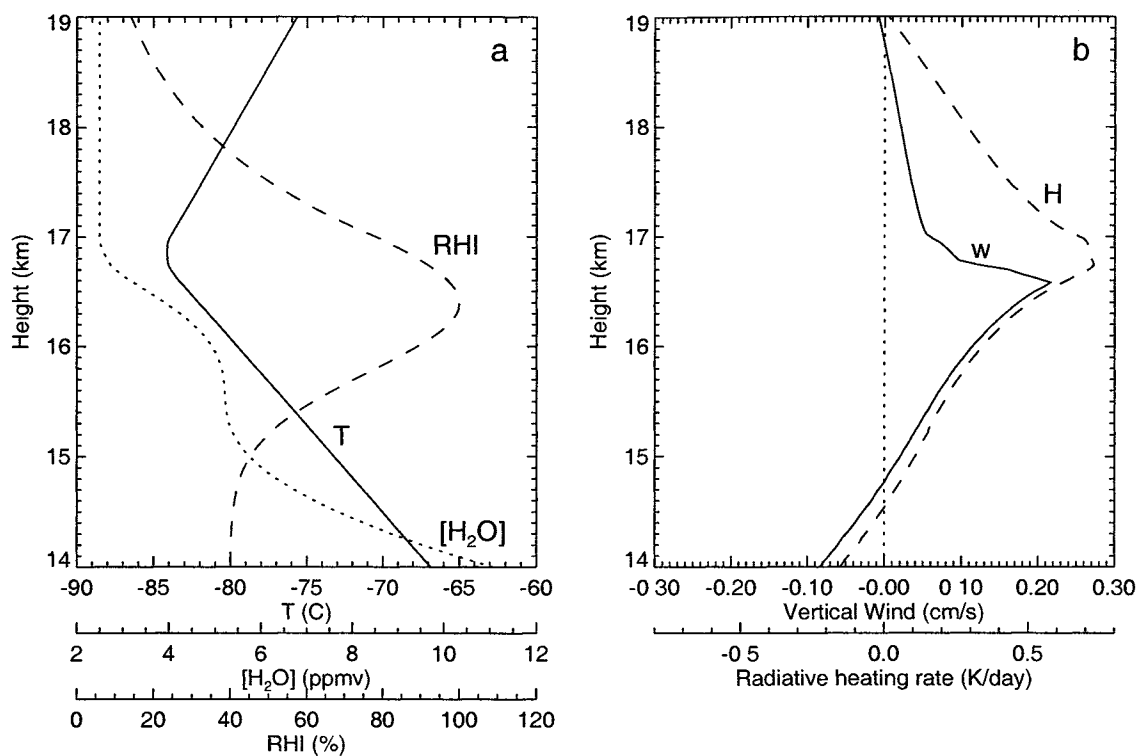 19
18
17
16
15
14
Height (km)
a
RHI
T
[H₂O]
-90 -85 -80 -75 -70 -65 -60
T (C)
2 4 6 8 10 12
[H₂O] (ppmv)
0 20 40 60 80 100 120
RHI (%)
19
18
17
16
15
14
Height (km)
b
H
w
-0 30 -0.20 -0.10 -0.00 0 10 0.20 0.30
Vertical Wind (cm/s)
-0 5 0.0 0.5
Radiative heating rate (K/day)